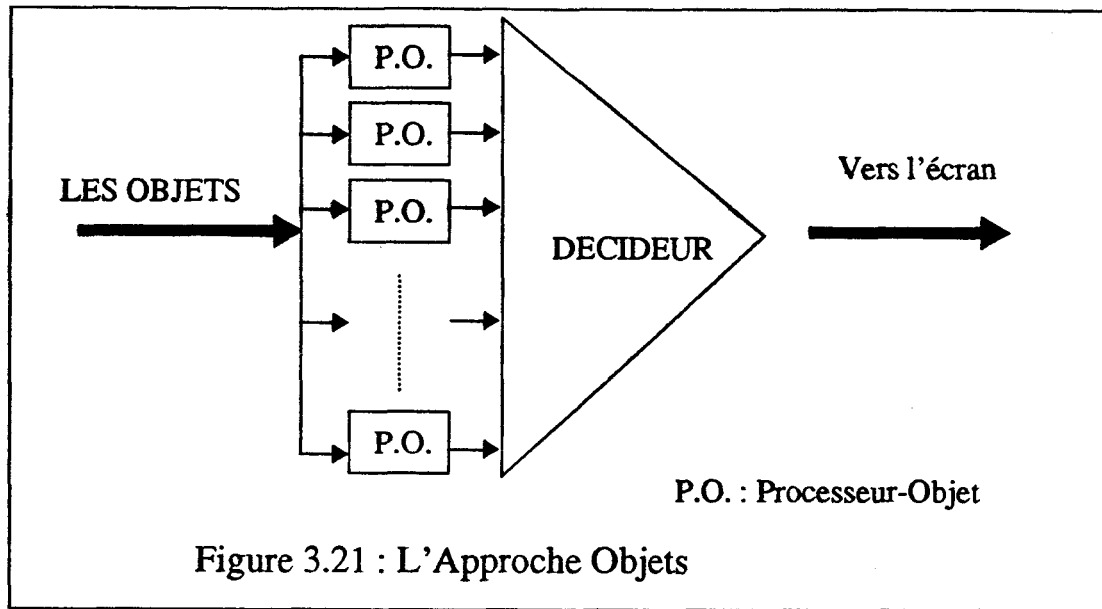 P.O.
P.O.
P.O.
LES OBJETS
Vers l'écran
DECIDEUR
P.O.
P.O. : Processeur-Objet
Figure 3.21 : L'Approche Objets